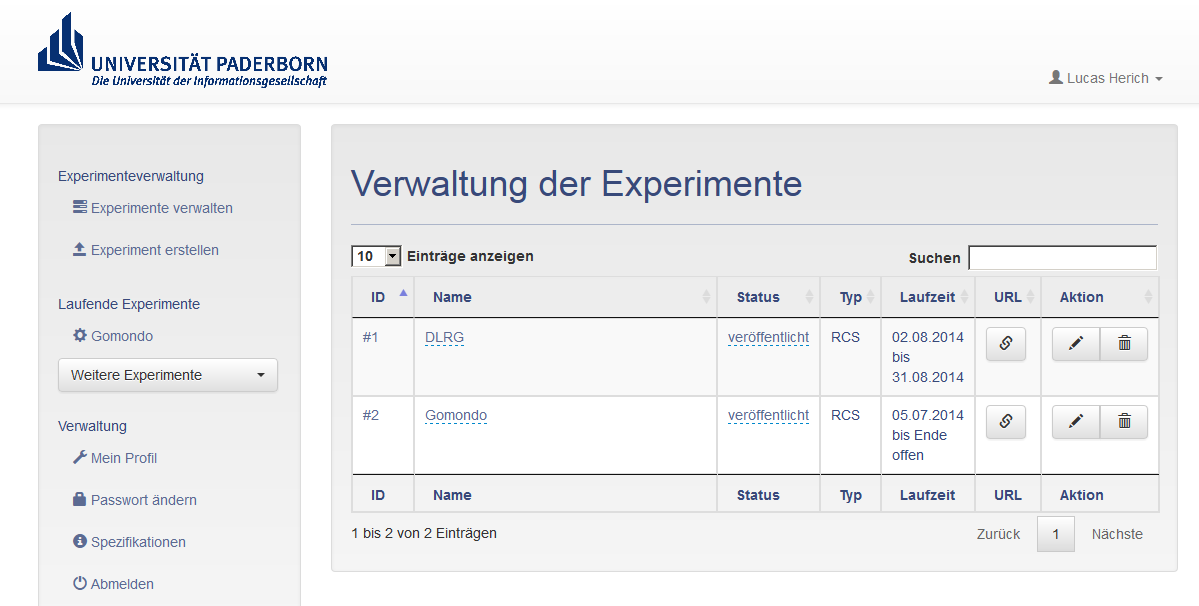 UNIVERSITÄT PADERBORN
Die Universität der Informationsgesellschaft
Lucas Herich
Experimenteverwaltung
Experimente verwalten
Experiment erstellen
Laufende Experimente
Gomondo
Weitere Experimente
Verwaltung
Mein Profil
Passwort ändern
Spezifikationen
Abmelden
Verwaltung der Experimente
10 Einträge anzeigen
Suchen
ID Name Status Typ Laufzeit URL Aktion
#1 DLRG veröffentlicht RCS 02.08.2014
bis
31.08.2014
#2 Gomondo veröffentlicht RCS 05.07.2014
bis Ende
offen
ID Name Status Typ Laufzeit URL Aktion
1 bis 2 von 2 Einträgen
Zurück 1 Nächste